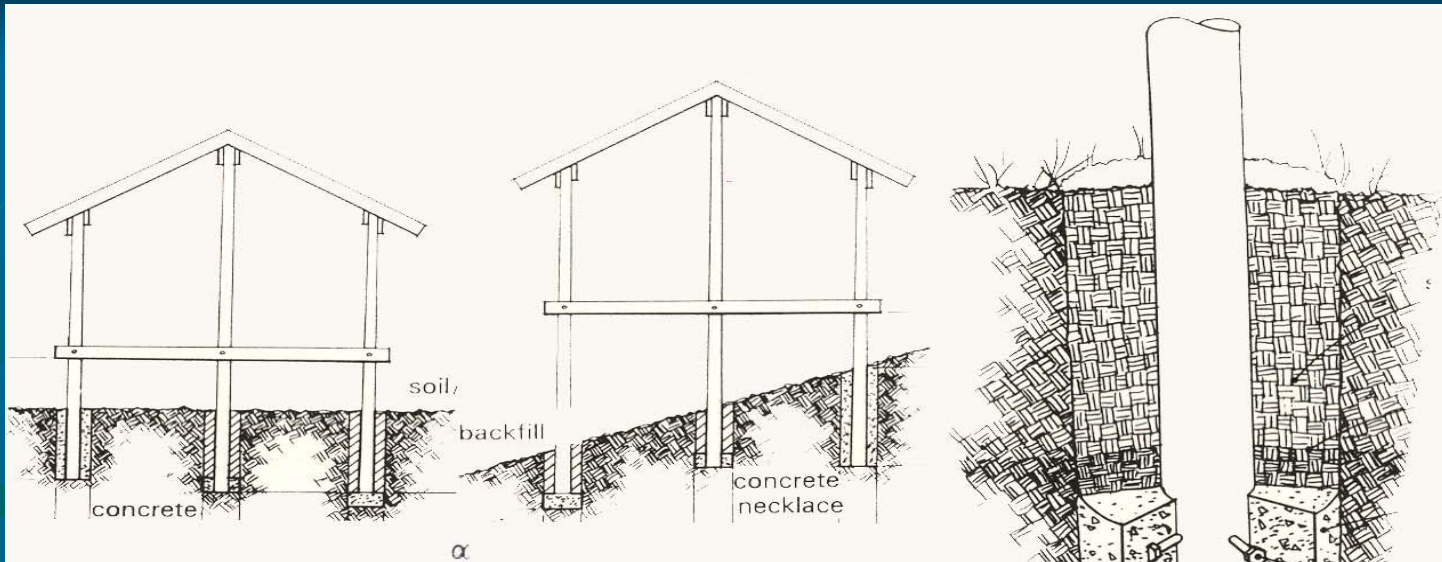 soil/
backfill
concrete
concrete
necklace
α